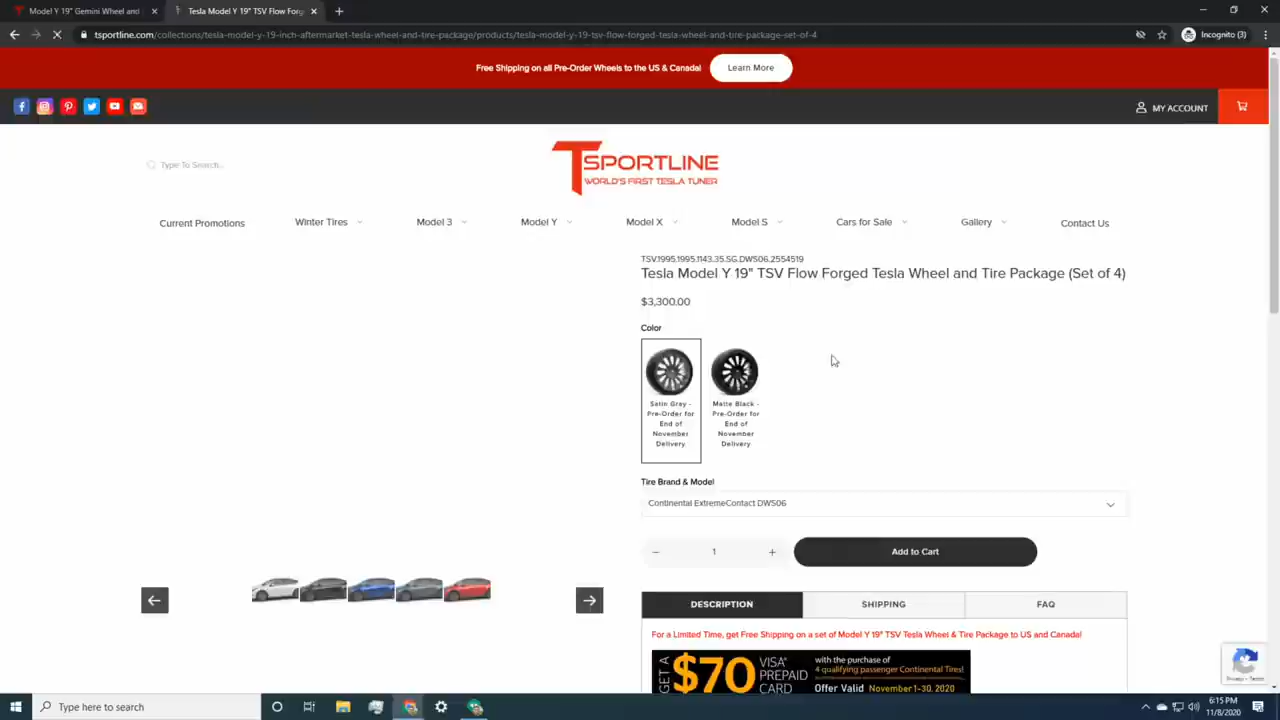 Model Y 19" Gemini Wheel and
Tesla Model Y 19" TSV Flow Forg
tsportline.com/collections/tesla-model-y-19-inch-aftermarket-tesla-wheel-and-tire-package/products/tesla-model-y-19-tsv-flow-forged-tesla-wheel-and-tire-package-set-of-4
Incognito (3)
Free Shipping on all Pre-Order Wheels to the US & Canada!
Learn More
MY ACCOUNT
Type To Search...
TSPORTLINE
WORLD'S FIRST TESLA TUNER
Current Promotions
Winter Tires
Model 3
Model Y
Model X
Model S
Cars for Sale
Gallery
Contact Us
TSV.1995.1995.1143.35.SG.DWS06.2554519
Tesla Model Y 19" TSV Flow Forged Tesla Wheel and Tire Package (Set of 4)
$3,300.00
Color
Satin Gray -
Pre-Order for
End of
November
Delivery
Matte Black -
Pre-Order for
End of
November
Delivery
Tire Brand & Model
Continental ExtremeContact DWS06
1
Add to Cart
DESCRIPTION
SHIPPING
FAQ
For a Limited Time, get Free Shipping on a set of Model Y 19" TSV Tesla Wheel & Tire Package to US and Canada!
GET A
$70
VISA®
PREPAID
CARD
with the purchase of
4 qualifying passenger Continental Tires!
Offer Valid November 1-30, 2020
Privacy - Terms
Type here to search
6:15 PM
11/8/2020